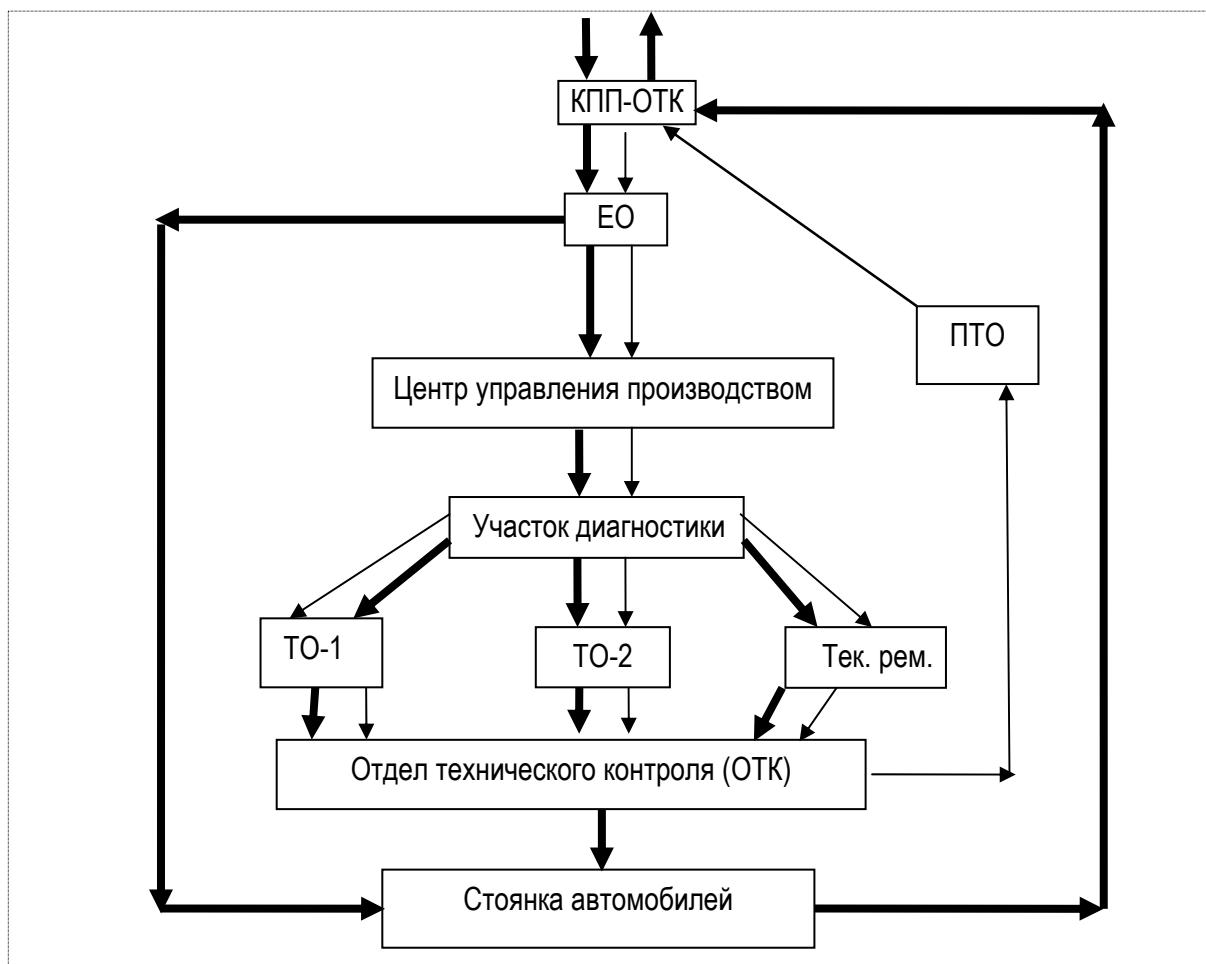 КПП-ОТК
ЕО
ПТО
Центр управления производством
Участок диагностики
ТО-1
ТО-2
Тек. рем.
Отдел технического контроля (ОТК)
Стоянка автомобилей